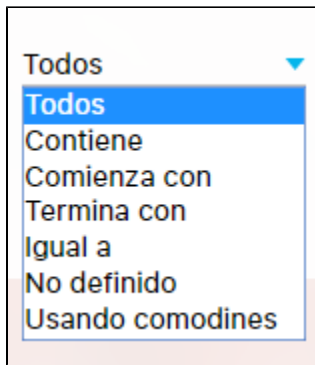 Todos
Todos
Contiene
Comienza con
Termina con
Igual a
No definido
Usando comodines